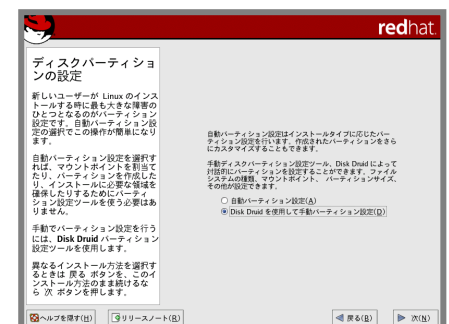 redhat.
ディスクパーティショ
ンの設定
新しいユーザーが Linux のインス
トールする時に最も大きな障害の
ひとつとなるのがパーティション
設定です。自動パーティション設
定の選択でこの操作が簡単になり
ます。
自動パーティション設定を選択す
れば、マウントポイントを割当て
たり、パーティションを作成した
り、インストールに必要な領域を
確保したりするためにパーティ
ション設定ツールを使う必要はあ
りません。
手動でパーティション設定を行う
には、Disk Druid パーティション
設定ツールを使用します。
異なるインストール方法を選択す
るときは 戻る ボタンを、このイ
ンストール方法のまま続けるな
ら 次 ボタンを押します。
自動パーティション設定はインストールタイプに応じたパー
ティション設定を行います。作成されたパーティションをさら
にカスタマイズすることもできます。
手動ディスクパーティション設定ツール、Disk Druid によって
対話的にパーティションを設定することができます。ファイル
システムの種類、マウントポイント、 パーティションサイズ、
その他が設定できます。
自動パーティション設定(A)
Disk Druid を使用して手動パーティション設定(D)
ヘルプを隠す(H)
リリースノート(R)
戻る(B)
次(N)